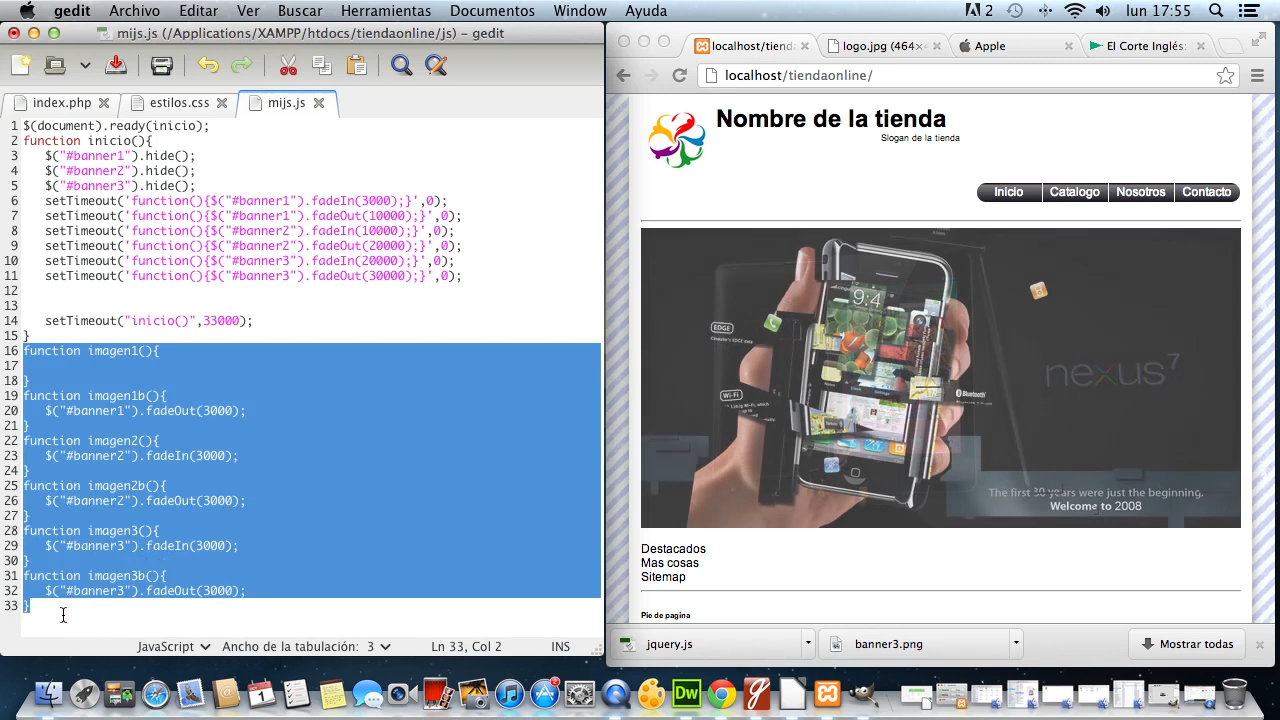 gedit Archivo Editar Ver Buscar Herramientas Documentos Window Ayuda 2 lun 17:55
mijs.js (/Applications/XAMPP/htdocs/tiendaonline/js) – gedit
index.php
estilos.css
mijs.js
1 $(document).ready(inicio);
2 function inicio(){
3 $("#banner1").hide();
4 $("#banner2").hide();
5 $("#banner3").hide();
6 setTimeout('function(){$("#banner1").fadeIn(3000);}',0);
7 setTimeout('function(){$("#banner1").fadeOut(10000);}',0);
8 setTimeout('function(){$("#banner2").fadeIn(10000);}',0);
9 setTimeout('function(){$("#banner2").fadeOut(20000);}',0);
10 setTimeout('function(){$("#banner3").fadeIn(20000);}',0);
11 setTimeout('function(){$("#banner3").fadeOut(30000);}',0);
12
13
14 setTimeout("inicio()",33000);
15 }
16 function imagen1(){
17
18 }
19 function imagen1b(){
20 $("#banner1").fadeOut(3000);
21 }
22 function imagen2(){
23 $("#banner2").fadeIn(3000);
24 }
25 function imagen2b(){
26 $("#banner2").fadeOut(3000);
27 }
28 function imagen3(){
29 $("#banner3").fadeIn(3000);
30 }
31 function imagen3b(){
32 $("#banner3").fadeOut(3000);
33 }
JavaScript Ancho de la tabulación: 3 Ln 33, Col 2 INS
localhost/tiend
logo.jpg (464×
Apple
El Corte Inglés:
localhost/tiendaonline/
Nombre de la tienda
Slogan de la tienda
Inicio Catalogo Nosotros Contacto
9:4
EDGE
Wi-Fi
Bluetooth
nexus 7
The first 30 years were just the beginning.
Welcome to 2008
Destacados
Mas cosas
Sitemap
Pie de pagina
jquery.js
banner3.png
Mostrar todas
Dw